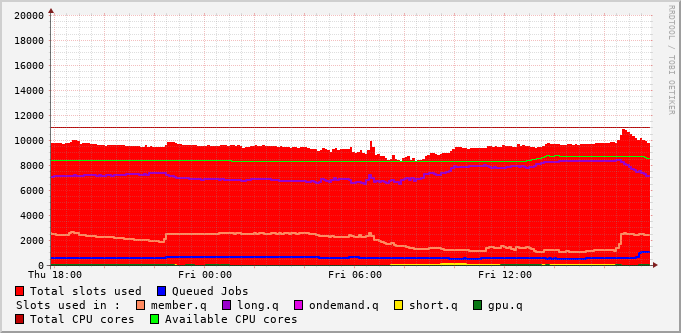 20000
18000
16000
14000
12000
10000
8000
6000
4000
2000
0
Thu 18:00 Fri 00:00 Fri 06:00 Fri 12:00
Total slots used Queued Jobs
Slots used in : member.q long.q ondemand.q short.q gpu.q
Total CPU cores Available CPU cores
RRDTOOL / TOBI OETIKER